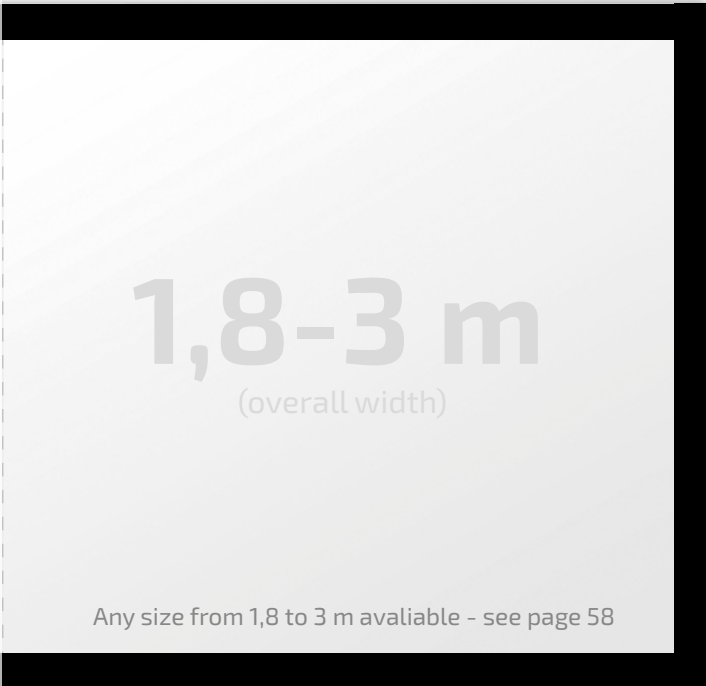 1,8-3 m
(overall width)
Any size from 1,8 to 3 m avaliable - see page 58